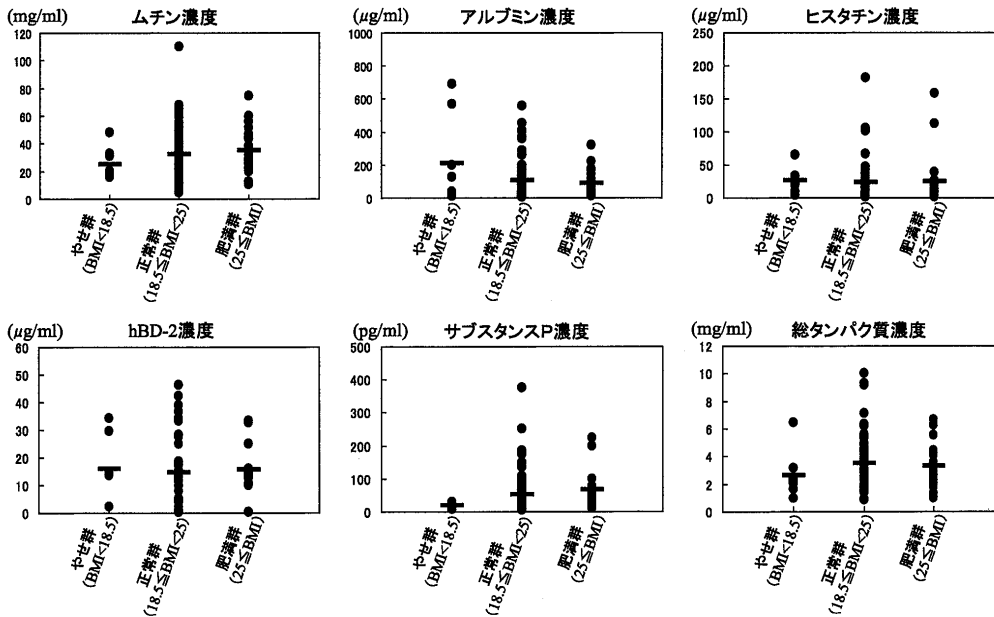 (mg/ml) ムチン濃度
120
100
80
60
40
20
0
やせ群
(BMI<18.5)
正常群
(18.5≦BMI<25)
肥満群
(25≦BMI)
(μg/ml) アルブミン濃度
1000
800
600
400
200
0
やせ群
(BMI<18.5)
正常群
(18.5≦BMI<25)
肥満群
(25≦BMI)
(μg/ml) ヒスタチン濃度
250
200
150
100
50
0
やせ群
(BMI<18.5)
正常群
(18.5≦BMI<25)
肥満群
(25≦BMI)
(μg/ml) hBD-2濃度
60
50
40
30
20
10
0
やせ群
(BMI<18.5)
正常群
(18.5≦BMI<25)
肥満群
(25≦BMI)
(pg/ml) サブスタンスP濃度
500
400
300
200
100
0
やせ群
(BMI<18.5)
正常群
(18.5≦BMI<25)
肥満群
(25≦BMI)
(mg/ml) 総タンパク質濃度
12
10
8
6
4
2
0
やせ群
(BMI<18.5)
正常群
(18.5≦BMI<25)
肥満群
(25≦BMI)